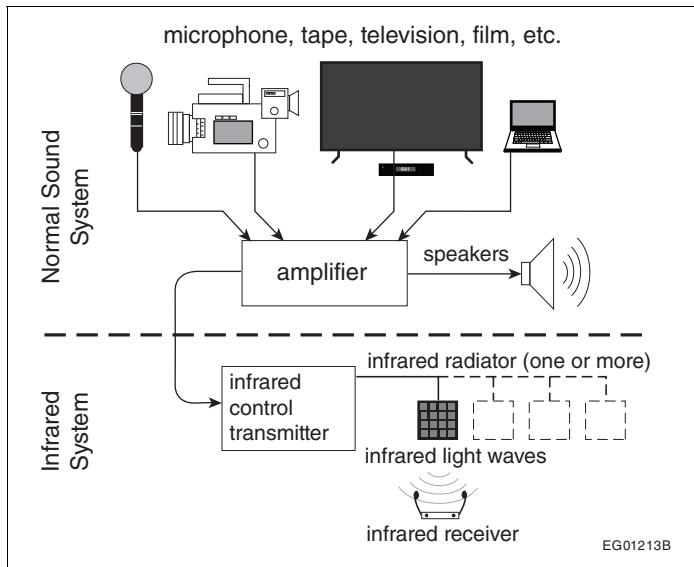 microphone, tape, television, film, etc.
Normal Sound
System
amplifier
speakers
Infrared
System
infrared
control
transmitter
infrared radiator (one or more)
infrared light waves
infrared receiver
EG01213B